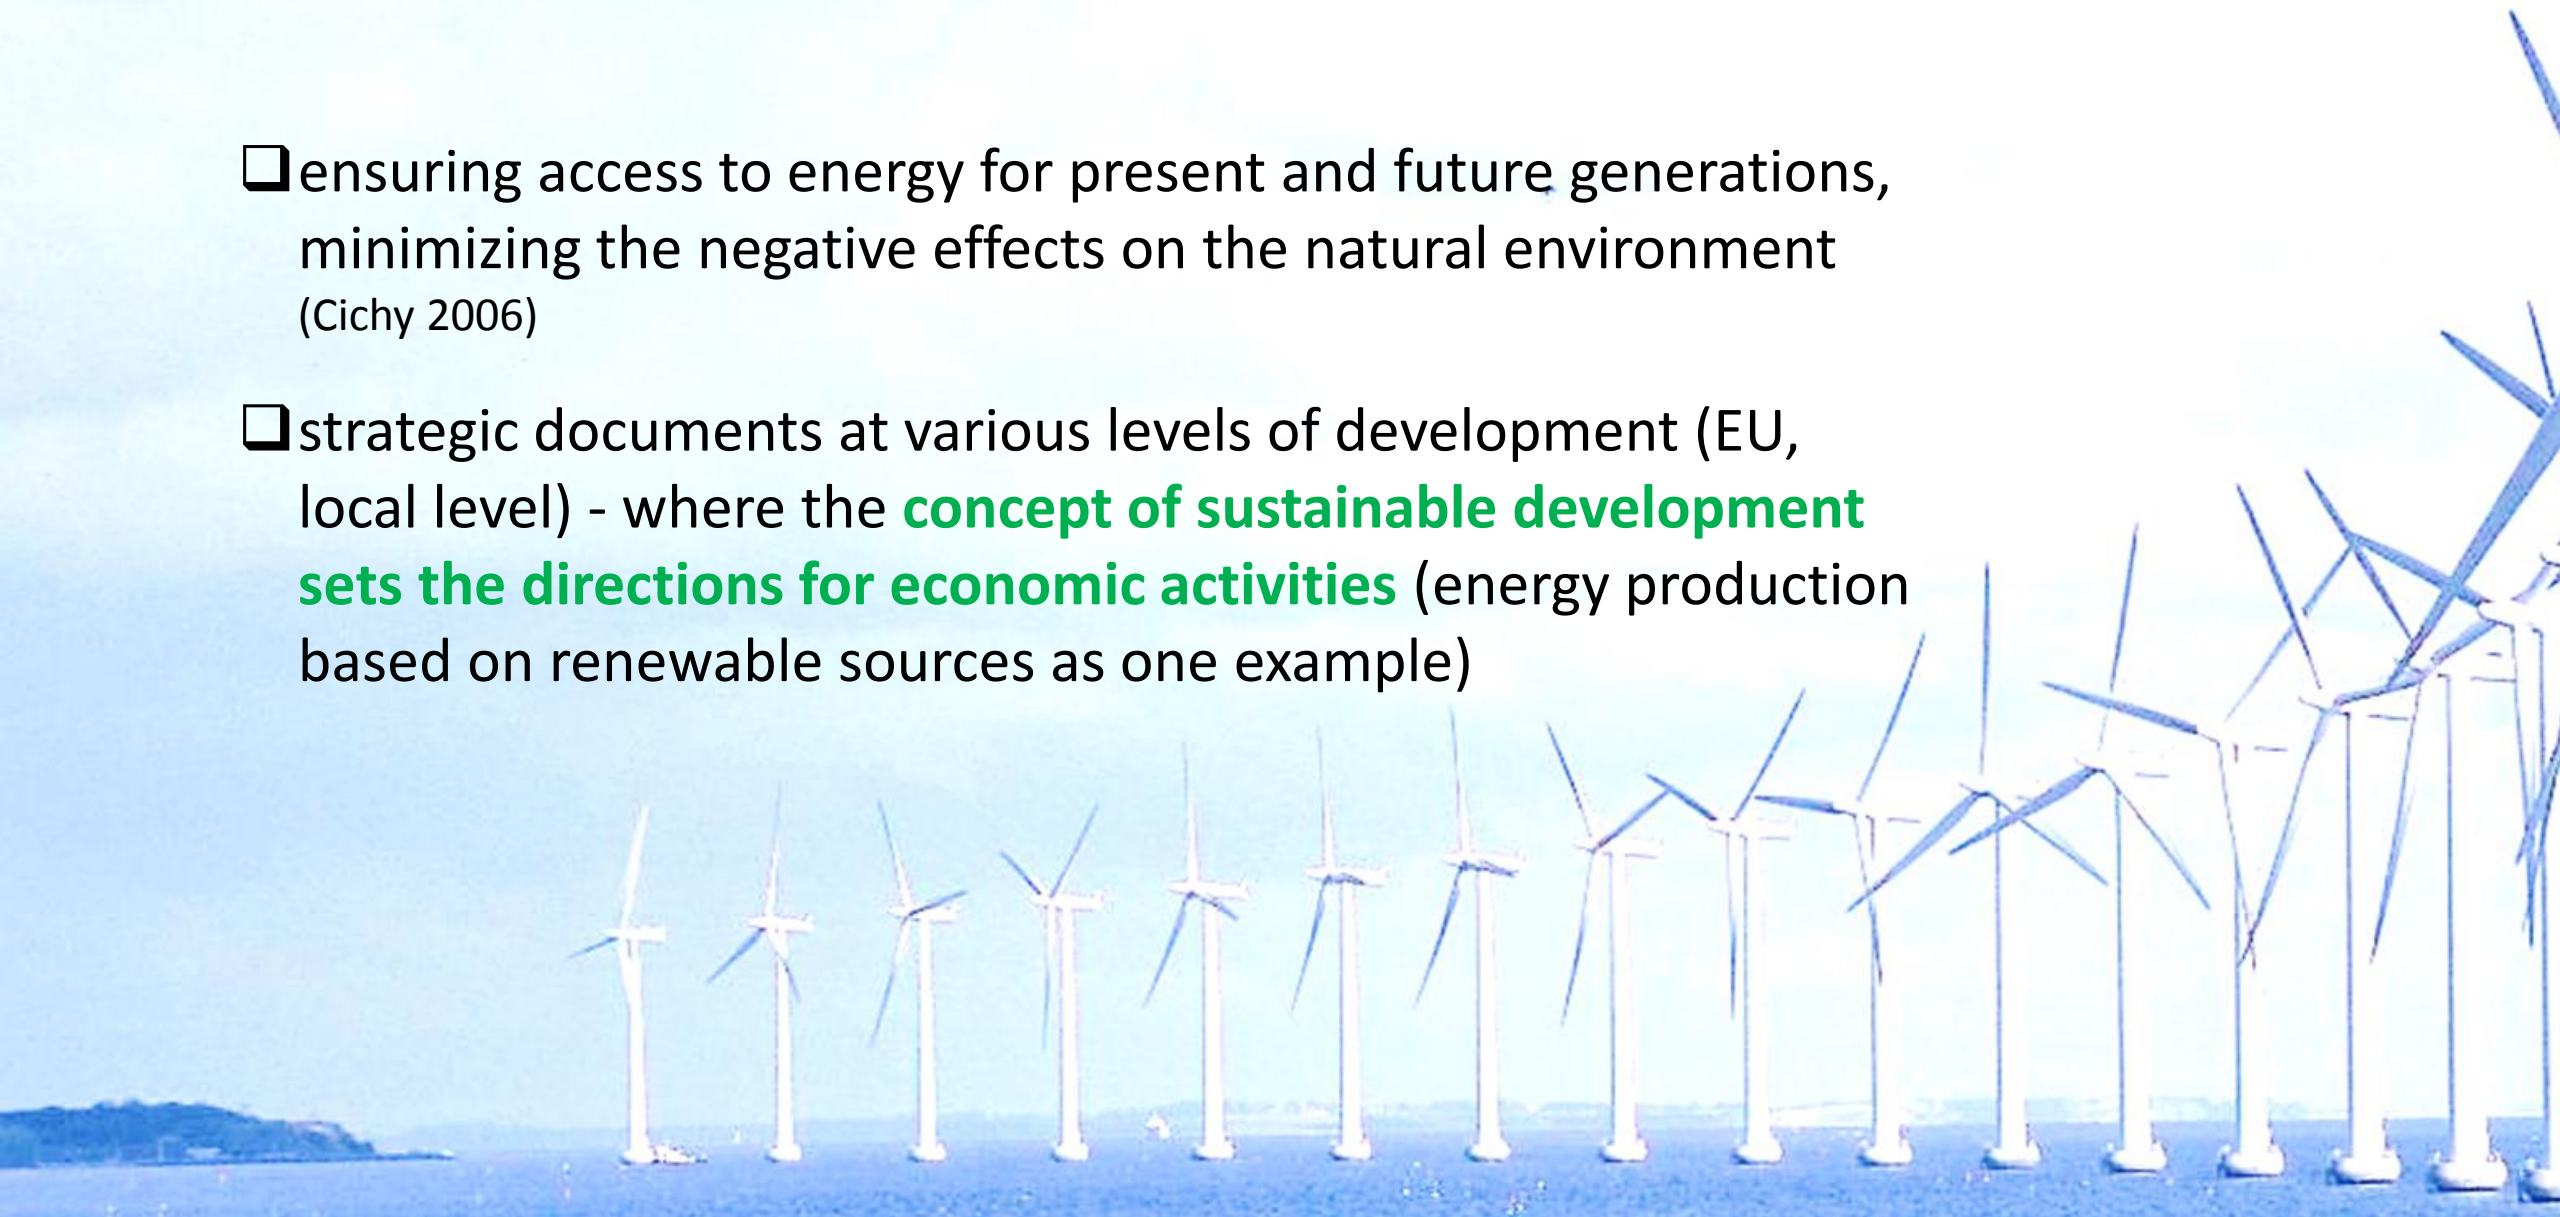 ❑ensuring access to energy for present and future generations,
minimizing the negative effects on the natural environment
(Cichy 2006)
❑strategic documents at various levels of development (EU,
local level) - where the concept of sustainable development
sets the directions for economic activities (energy production
based on renewable sources as one example)